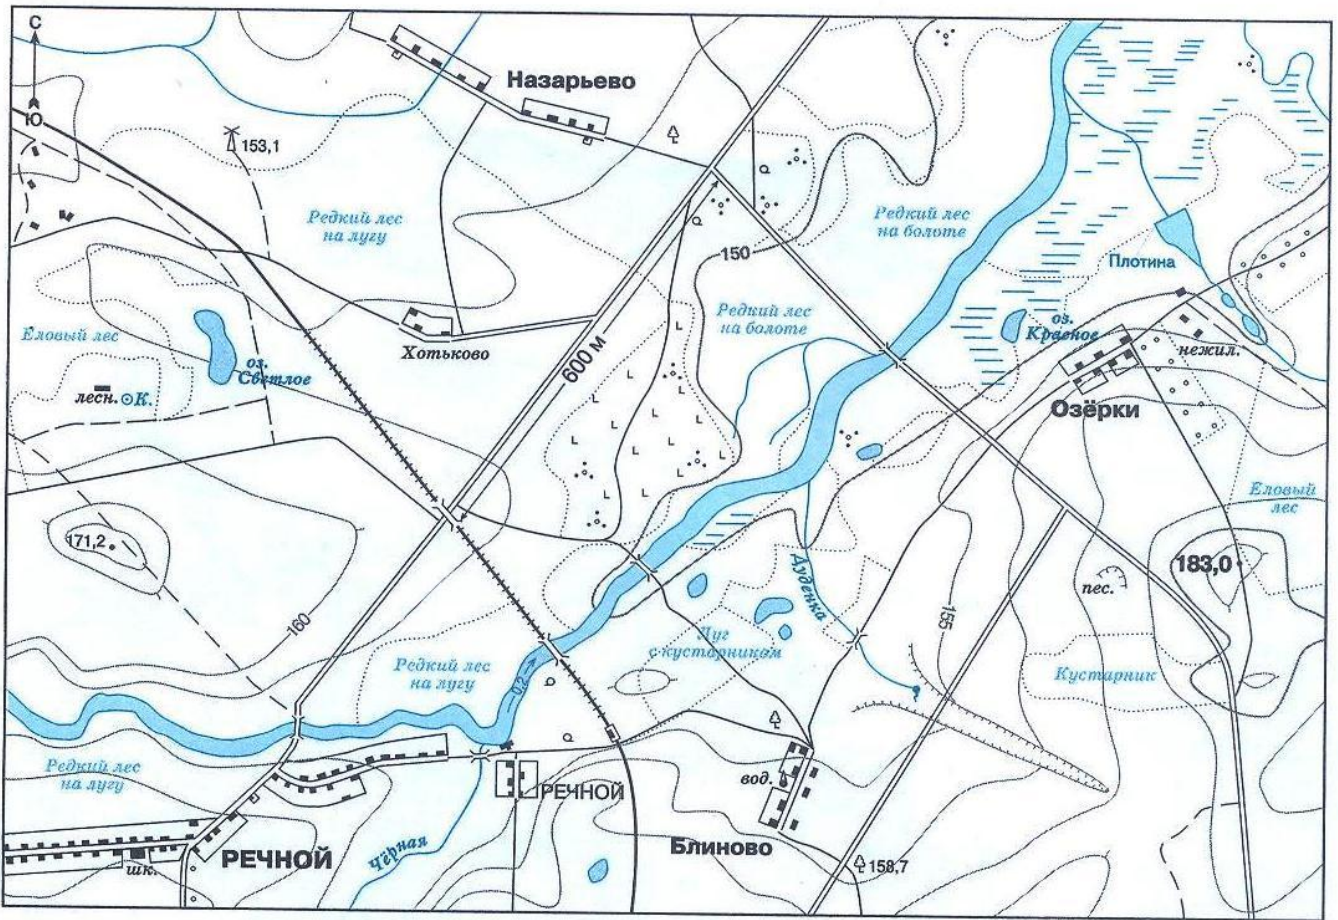 С
Ю
Назарьево
153,1
Редкий лес
на лугу
Редкий лес
на болоте
150
Плотина
Редкий лес
на болоте
оз.
Красное
Еловый лес
Хотьково
600 м
нежил.
оз.
Светлое
лесн.
К.
Озёрки
Еловый
лес
171,2
183,0
пес.
Дуденка
155
160
Луг
с кустарником
Редкий лес
на лугу
0,2
Кустарник
Редкий лес
на лугу
вод.
РЕЧНОЙ
Чёрная
Блиново
РЕЧНОЙ
шк.
158,7